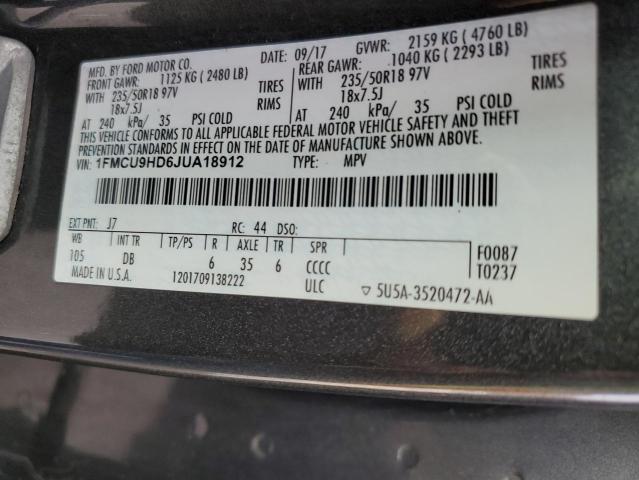 MFD. BY FORD MOTOR CO. DATE: 09/17 GVWR: 2159 KG ( 4760 LB)
FRONT GAWR: 1125 KG ( 2480 LB) REAR GAWR: 1040 KG ( 2293 LB)
WITH 235/50R18 97V TIRES WITH 235/50R18 97V TIRES
18x7.5J RIMS 18x7.5J RIMS
AT 240 kPa/ 35 PSI COLD AT 240 kPa/ 35 PSI COLD
THIS VEHICLE CONFORMS TO ALL APPLICABLE FEDERAL MOTOR VEHICLE SAFETY AND THEFT
PREVENTION STANDARDS IN EFFECT ON THE DATE OF MANUFACTURE SHOWN ABOVE.
VIN: 1FMCU9HD6JUA18912 TYPE: MPV
EXT PNT: J7 RC: 44 DSO:
WB INT TR TP/PS R AXLE TR SPR F0087
105 DB 6 35 6 CCCC T0237
MADE IN U.S.A. 1201709138222 ULC ▽ 5U5A-3520472-AA